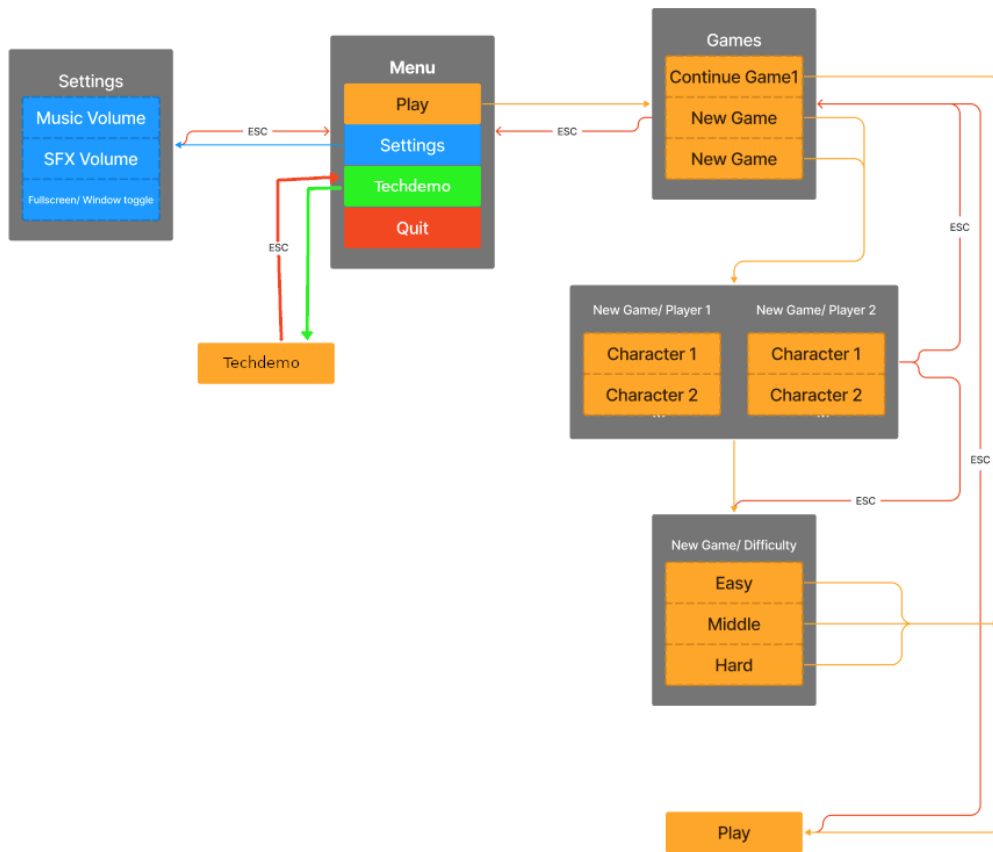 Settings
Music Volume
SFX Volume
Fullscreen/ Window toggle
ESC
Menu
Play
Settings
Techdemo
Quit
ESC
Techdemo
ESC
Games
Continue Game1
New Game
New Game
ESC
New Game/ Player 1
Character 1
Character 2
...
New Game/ Player 2
Character 1
Character 2
...
ESC
ESC
New Game/ Difficulty
Easy
Middle
Hard
Play